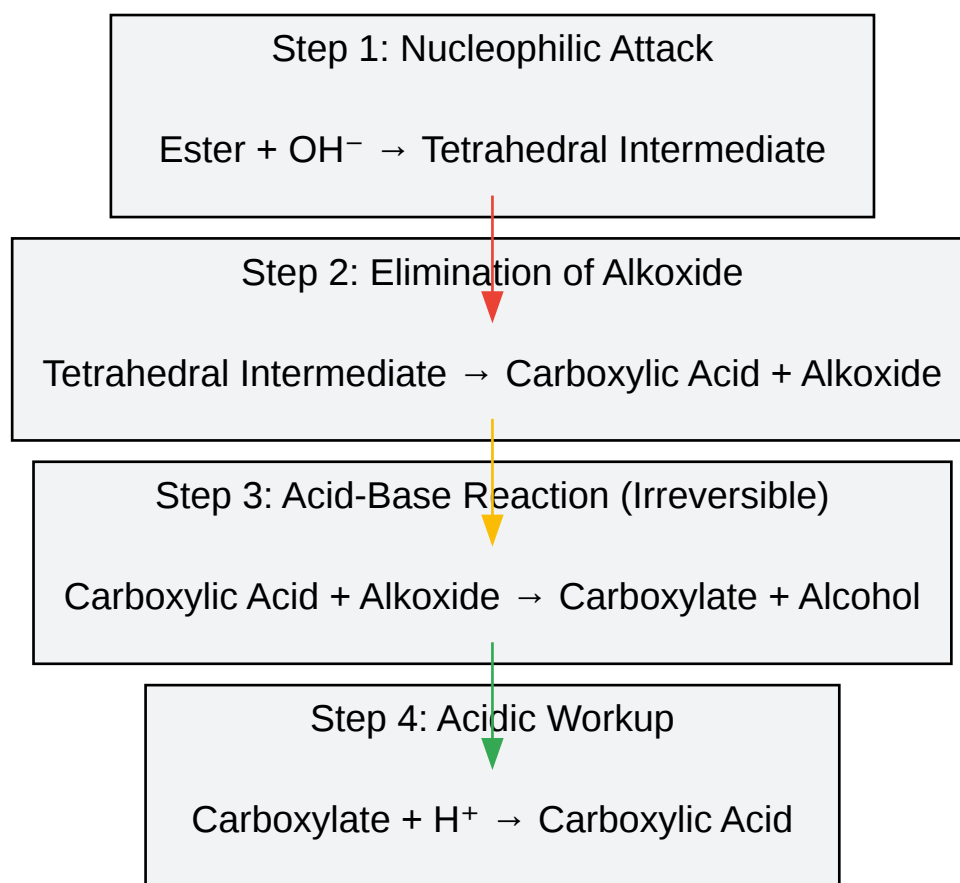 Step 1: Nucleophilic Attack
Ester + OH⁻ → Tetrahedral Intermediate
Step 2: Elimination of Alkoxide
Tetrahedral Intermediate → Carboxylic Acid + Alkoxide
Step 3: Acid-Base Reaction (Irreversible)
Carboxylic Acid + Alkoxide → Carboxylate + Alcohol
Step 4: Acidic Workup
Carboxylate + H⁺ → Carboxylic Acid